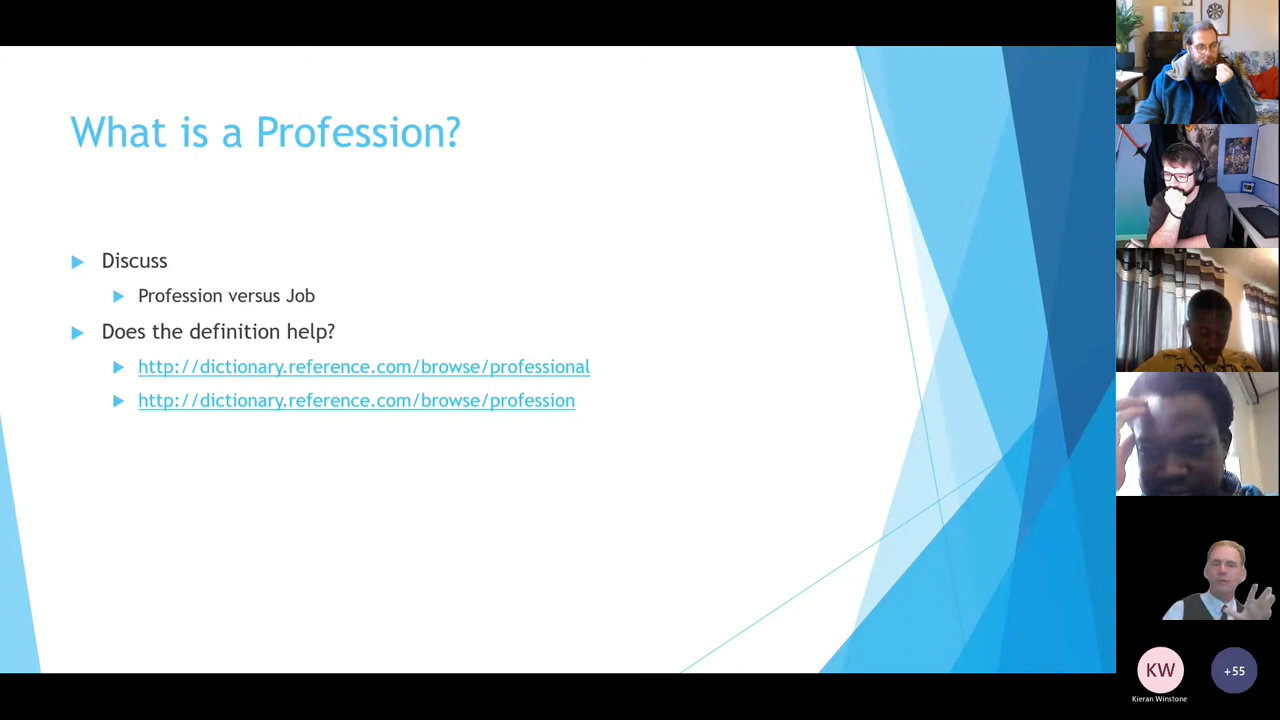 What is a Profession?
Discuss
Profession versus Job
Does the definition help?
http://dictionary.reference.com/browse/professional
http://dictionary.reference.com/browse/profession
KW
+55
Kieran Winstone